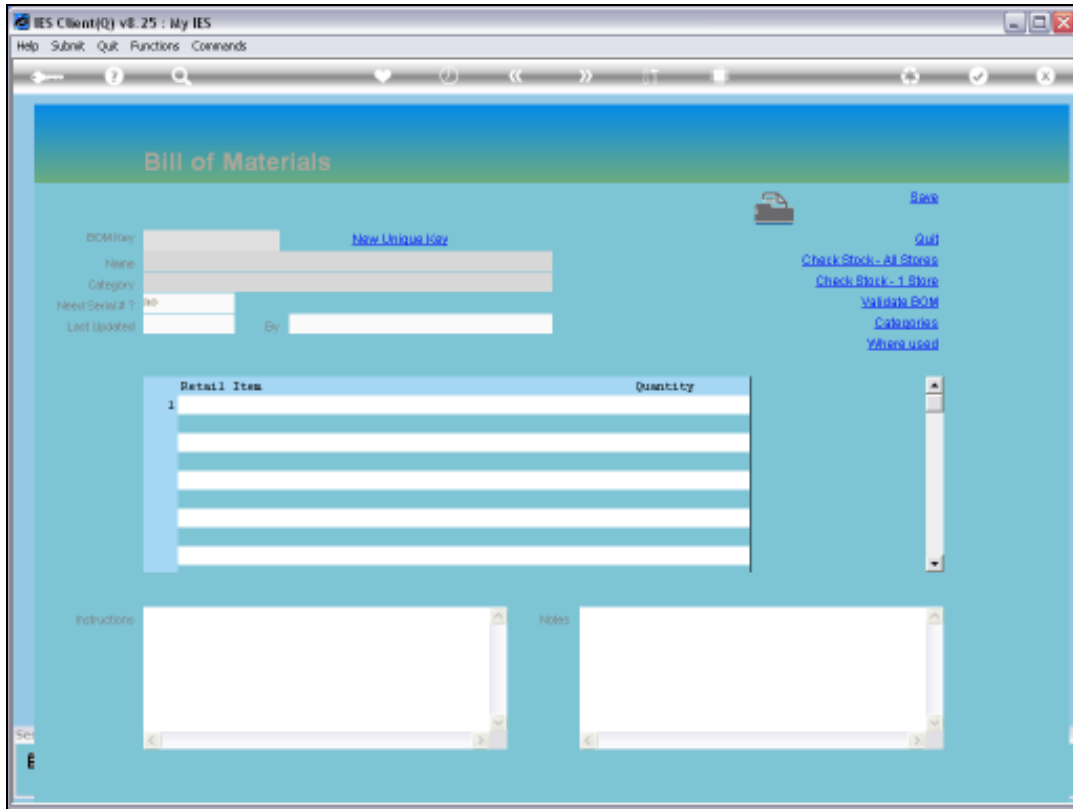 IES Client(Q) v8.25 : My IES
Help Submit Quit Functions Commands
Bill of Materials
Save
BOM Key New Unique Key Quit
Name Check Stock - All Stores
Category Check Stock - 1 Store
Need Serial # ? no Validate BOM
Last Updated By Categories
Where used
Retail Item Quantity
1
Instructions Notes
Se